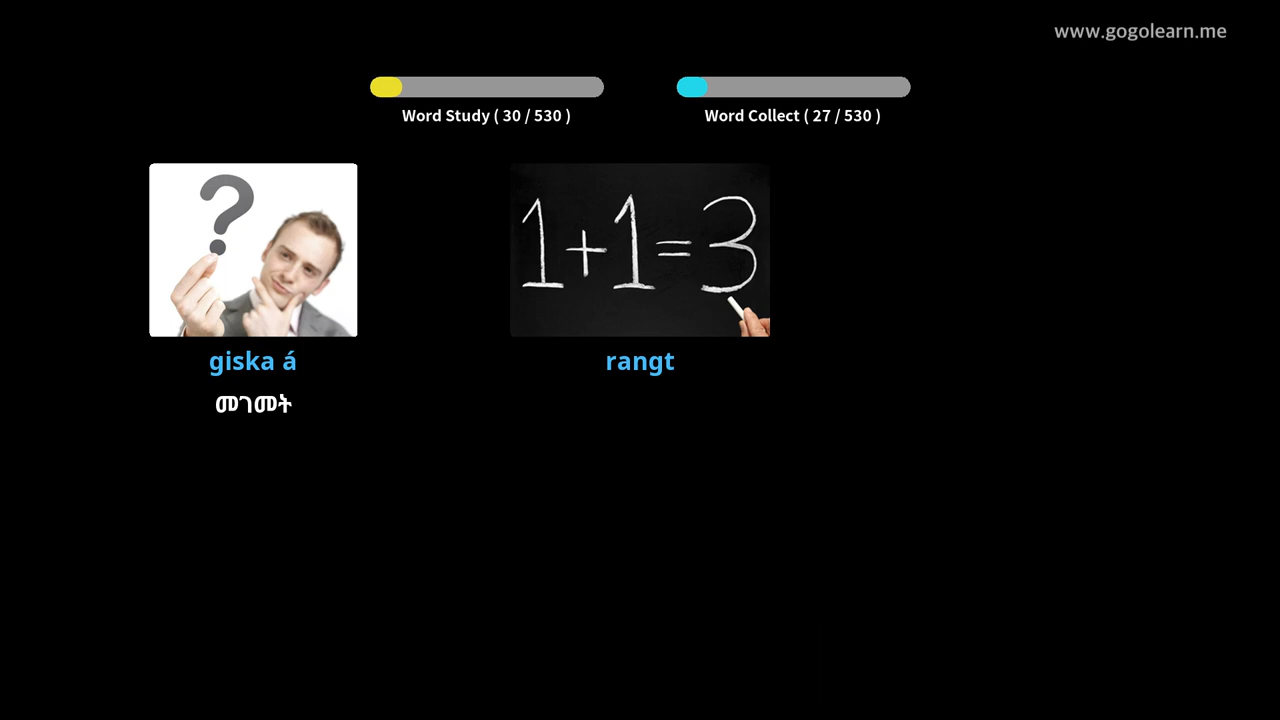 www.gogolearn.me
Word Study ( 30 / 530 )
Word Collect ( 27 / 530 )
?
1+1=3
giska á
rangt
መገመት